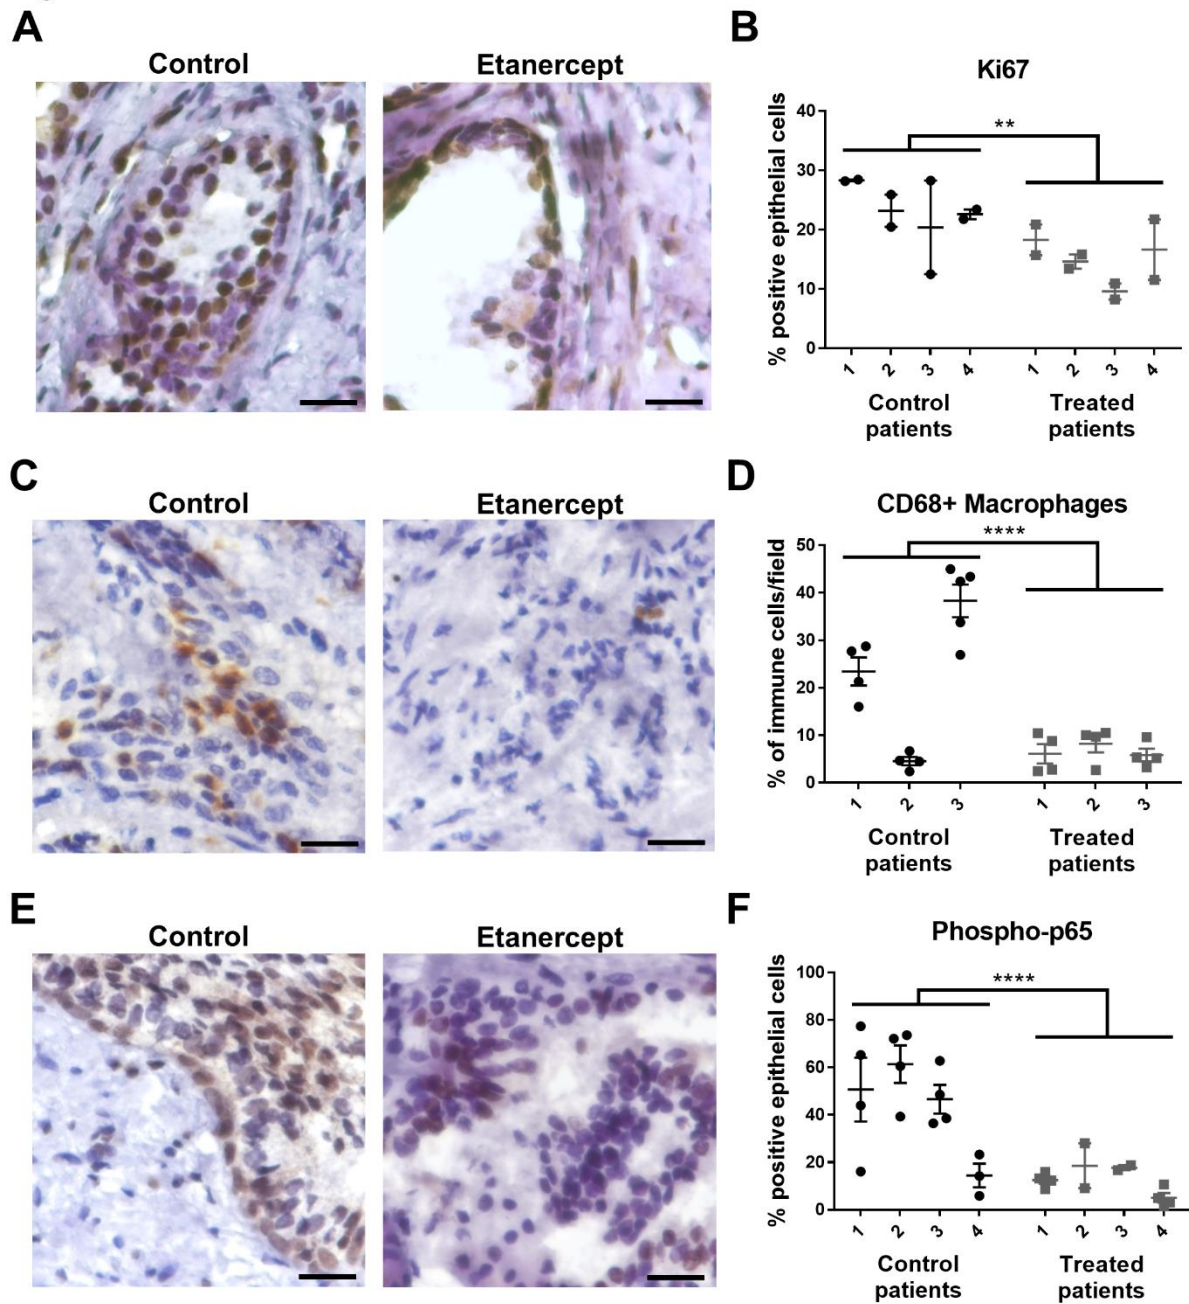 A
Control
Etanercept
B
Ki67
% positive epithelial cells
40
30
20
10
0
**
1 2 3 4 1 2 3 4
Control
patients
Treated
patients
C
Control
Etanercept
D
CD68+ Macrophages
% of immune cells/field
50
40
30
20
10
0
****
1 2 3 1 2 3
Control
patients
Treated
patients
E
Control
Etanercept
F
Phospho-p65
% positive epithelial cells
100
80
60
40
20
0
****
1 2 3 4 1 2 3 4
Control
patients
Treated
patients